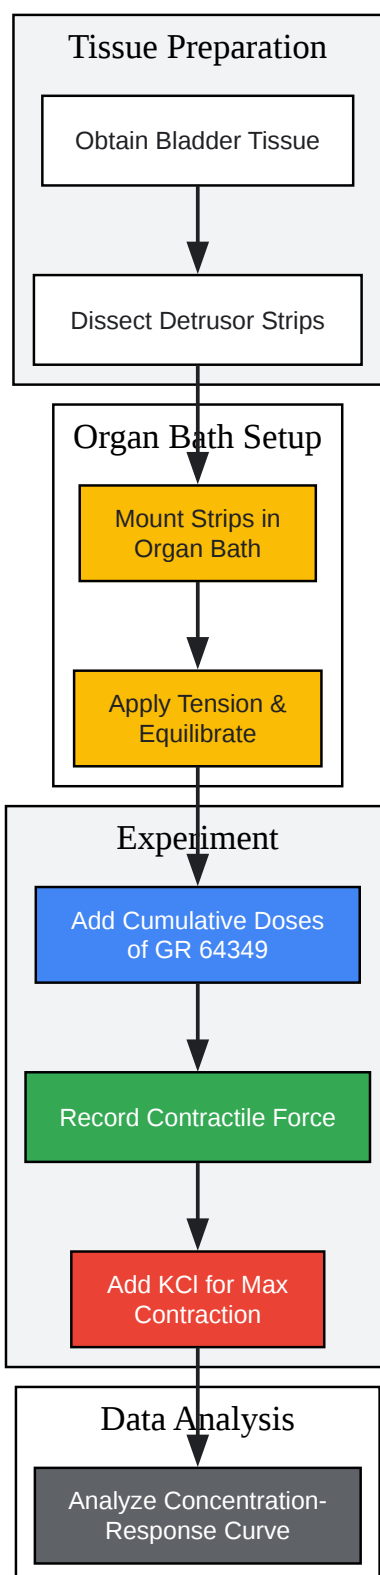 Tissue Preparation
Obtain Bladder Tissue
Dissect Detrusor Strips
Organ Bath Setup
Mount Strips in
Organ Bath
Apply Tension &
Equilibrate
Experiment
Add Cumulative Doses
of GR 64349
Record Contractile Force
Add KCl for Max
Contraction
Data Analysis
Analyze Concentration-
Response Curve